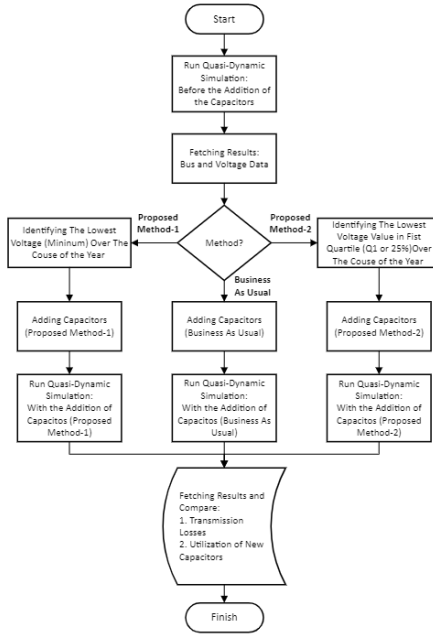 Start
Run Quasi-Dynamic
Simulation:
Before the Addition of
the Capacitors
Fetching Results:
Bus and Voltage Data
Proposed
Method-1
Method?
Proposed
Method-2
Business
As Usual
Identifying The Lowest
Voltage (Mininum) Over The
Couse of the Year
Identifying The Lowest
Voltage Value in Fist
Quartile (Q1 or 25%)Over
The Couse of the Year
Adding Capacitors
(Proposed Method-1)
Adding Capacitors
(Business As Usual)
Adding Capacitors
(Proposed Method-2)
Run Quasi-Dynamic
Simulation:
With the Addition of
Capacitos (Proposed
Method-1)
Run Quasi-Dynamic
Simulation:
With the Addition of
Capacitos (Business As
Usual)
Run Quasi-Dynamic
Simulation:
With the Addition of
Capacitos (Proposed
Method-2)
Fetching Results and
Compare:
1. Transmission
Losses
2. Utilization of New
Capacitors
Finish